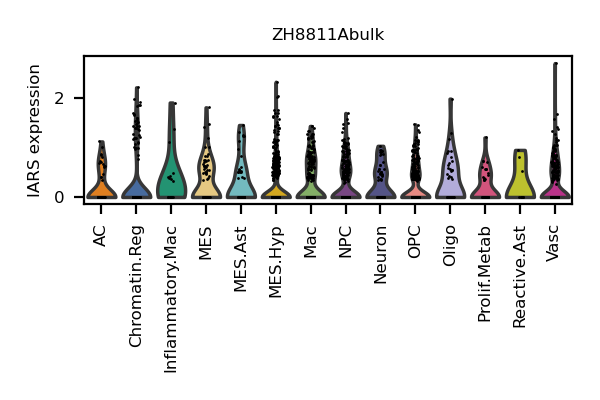 ZH8811Abulk
IARS expression
2
0
AC
Chromatin.Reg
Inflammatory.Mac
MES
MES.Ast
MES.Hyp
Mac
NPC
Neuron
OPC
Oligo
Prolif.Metab
Reactive.Ast
Vasc